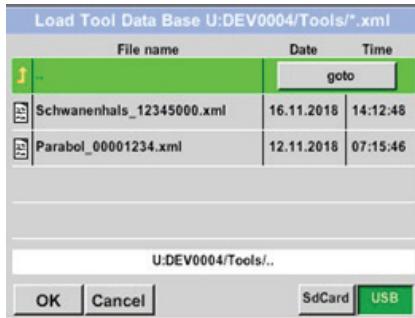 Load Tool Data Base U:DEV0004/Tools/*.xml
File name Date Time
.. goto
Schwanenhals_12345000.xml 16.11.2018 14:12:48
Parabol_00001234.xml 12.11.2018 07:15:46
U:DEV0004/Tools/..
OK Cancel SdCard USB